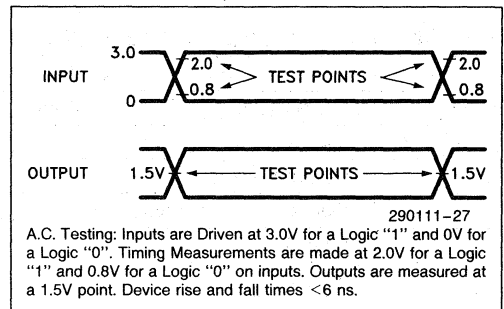 3.0
INPUT
2.0 TEST POINTS 2.0
0.8 0.8
0
OUTPUT 1.5V TEST POINTS 1.5V
290111-27
A.C. Testing: Inputs are Driven at 3.0V for a Logic "1" and 0V for
a Logic "0". Timing Measurements are made at 2.0V for a Logic
"1" and 0.8V for a Logic "0" on inputs. Outputs are measured at
a 1.5V point. Device rise and fall times <6 ns.